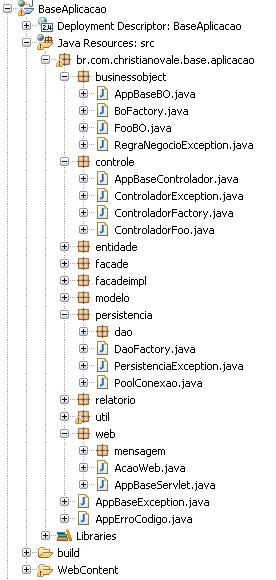 BaseAplicacao
2.4 Deployment Descriptor: BaseAplicacao
Java Resources: src
br.com.christianovale.base.aplicacao
businessobject
AppBaseBO.java
BoFactory.java
FooBO.java
RegraNegocioException.java
controle
AppBaseControlador.java
ControladorException.java
ControladorFactory.java
ControladorFoo.java
entidade
facade
facadeimpl
modelo
persistencia
dao
DaoFactory.java
PersistenciaException.java
PoolConexao.java
relatorio
util
web
mensagem
AcaoWeb.java
AppBaseServlet.java
AppBaseException.java
AppErroCodigo.java
Libraries
build
WebContent